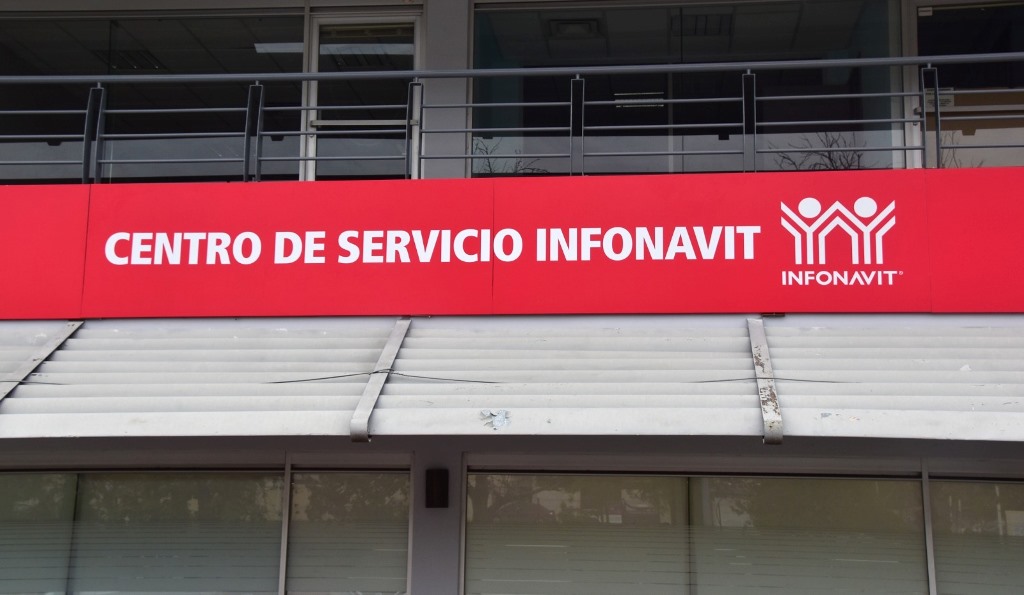 CENTRO DE SERVICIO INFONAVIT
INFONAVIT®